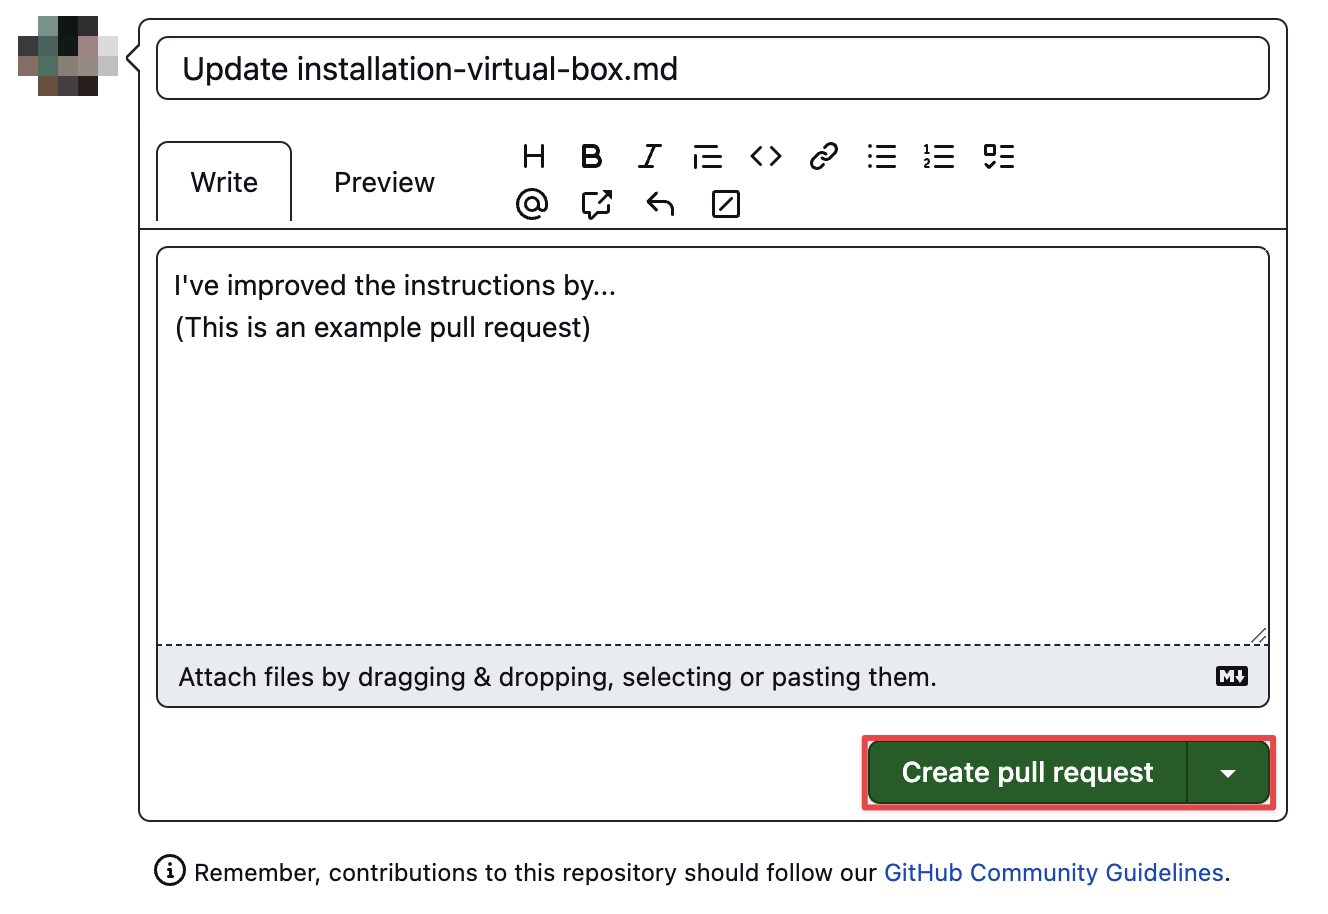 Update installation-virtual-box.md
Write
Preview
I've improved the instructions by...
(This is an example pull request)
Attach files by dragging & dropping, selecting or pasting them.
Create pull request
Remember, contributions to this repository should follow our GitHub Community Guidelines.